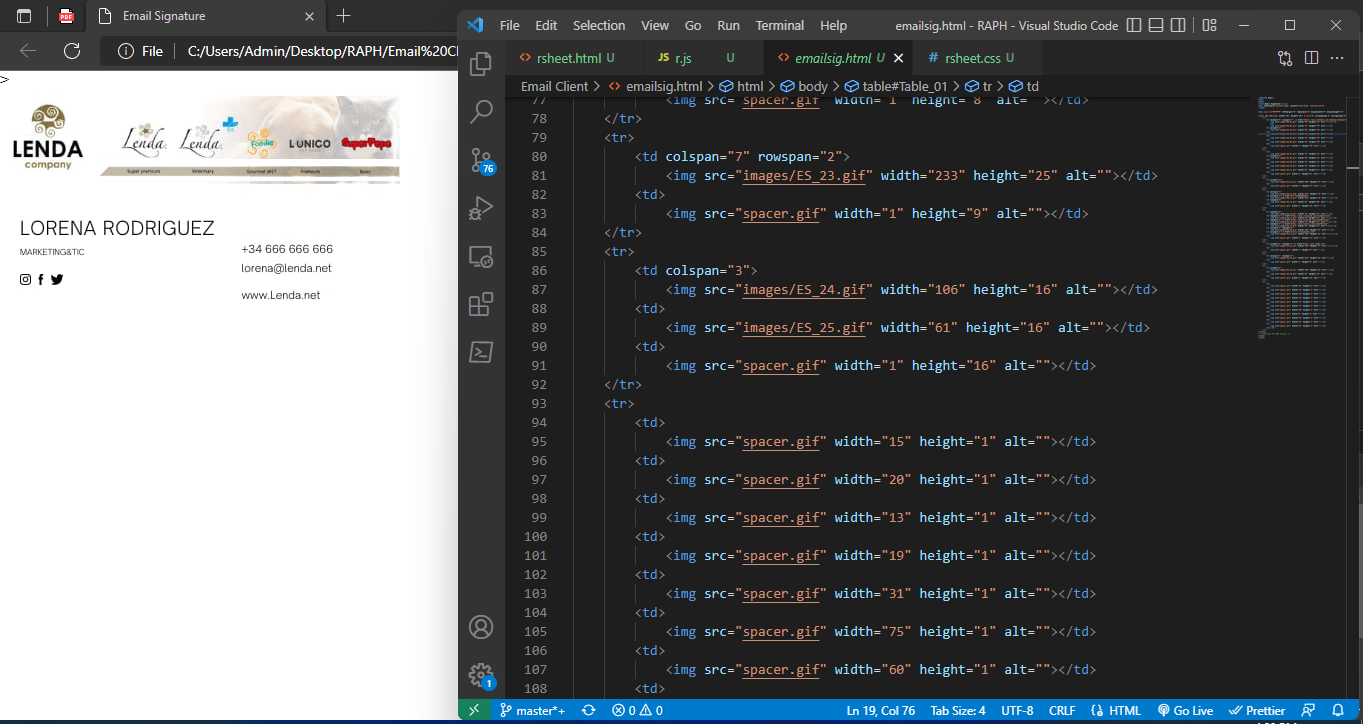 Email Signature
File
C:/Users/Admin/Desktop/RAPH/Email%20Cl
>
LENDA
company
Lenda.
Lenda.
Foodie
LUNICO
SuperPepo
Super premium
Veterinary
Gourmet WET
Premium
Basic
LORENA RODRIGUEZ
MARKETING&TIC
+34 666 666 666
lorena@lenda.net
www.Lenda.net
File Edit Selection View Go Run Terminal Help
emailsig.html - RAPH - Visual Studio Code
rsheet.html U
JS r.js U
emailsig.html U
# rsheet.css U
Email Client > emailsig.html > html > body > table#Table_01 > tr > td
76
1
77 <img src="spacer.gif" width="1" height="8" alt=""></td>
78 </tr>
79 <tr>
80 <td colspan="7" rowspan="2">
81 <img src="images/ES_23.gif" width="233" height="25" alt=""></td>
82 <td>
83 <img src="spacer.gif" width="1" height="9" alt=""></td>
84 </tr>
85 <tr>
86 <td colspan="3">
87 <img src="images/ES_24.gif" width="106" height="16" alt=""></td>
88 <td>
89 <img src="images/ES_25.gif" width="61" height="16" alt=""></td>
90 <td>
91 <img src="spacer.gif" width="1" height="16" alt=""></td>
92 </tr>
93 <tr>
94 <td>
95 <img src="spacer.gif" width="15" height="1" alt=""></td>
96 <td>
97 <img src="spacer.gif" width="20" height="1" alt=""></td>
98 <td>
99 <img src="spacer.gif" width="13" height="1" alt=""></td>
100 <td>
101 <img src="spacer.gif" width="19" height="1" alt=""></td>
102 <td>
103 <img src="spacer.gif" width="31" height="1" alt=""></td>
104 <td>
105 <img src="spacer.gif" width="75" height="1" alt=""></td>
106 <td>
107 <img src="spacer.gif" width="60" height="1" alt=""></td>
108 <td>
master*+
0
0
Ln 19, Col 76
Tab Size: 4
UTF-8
CRLF
HTML
Go Live
Prettier